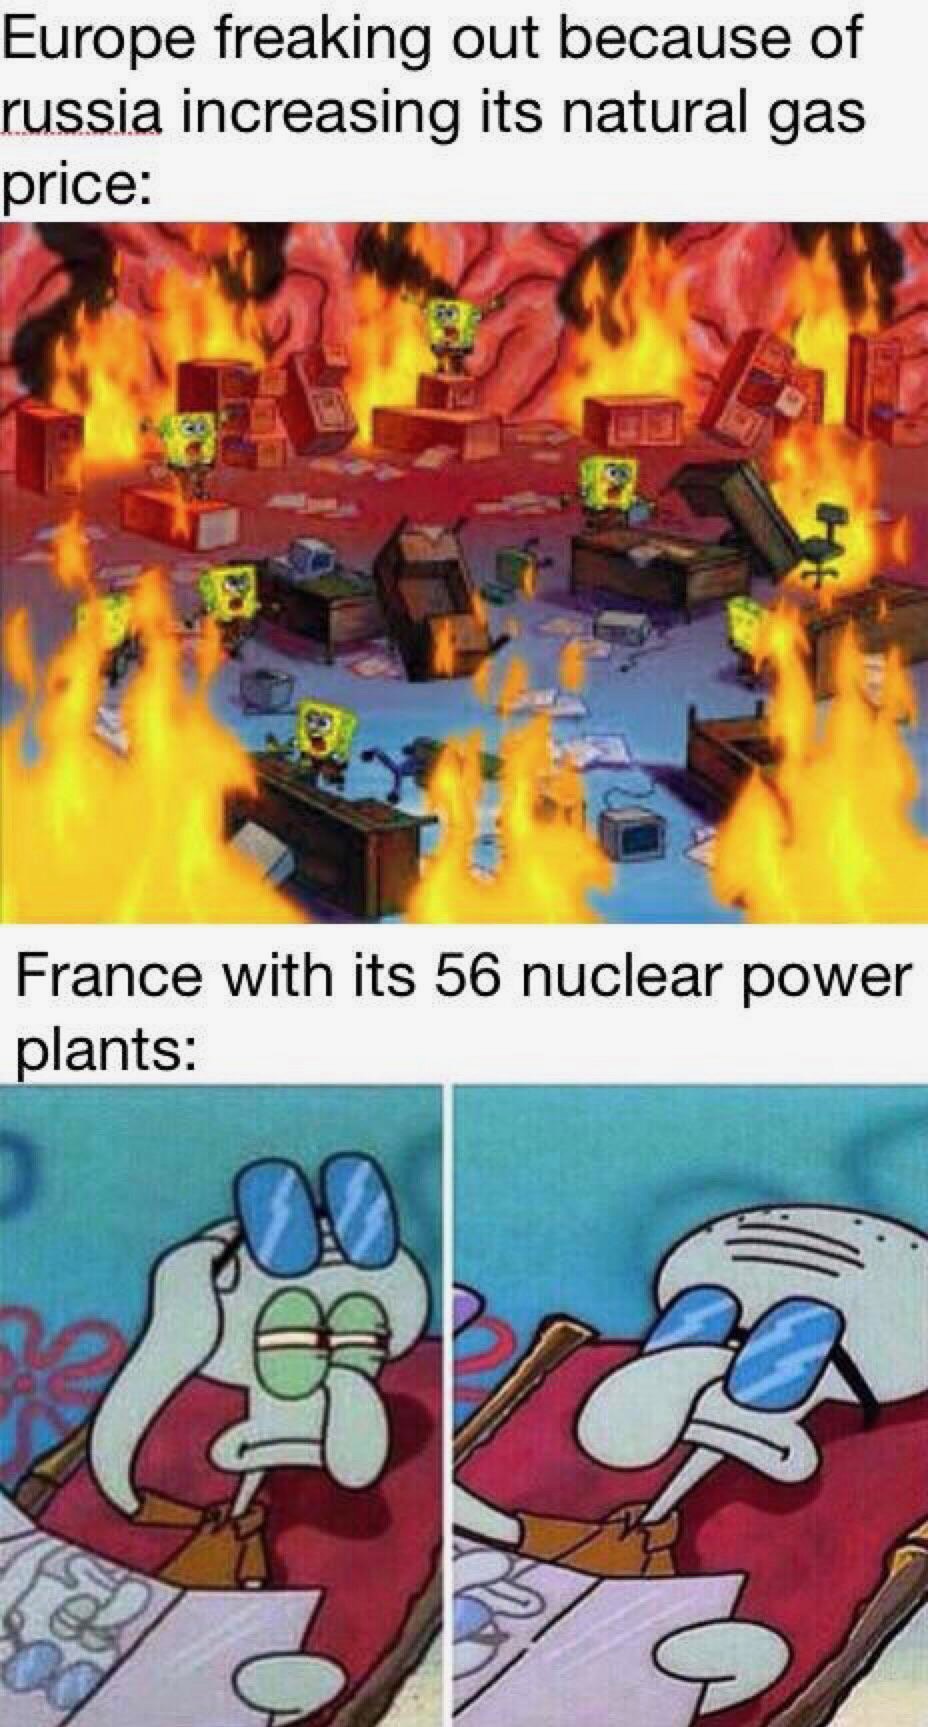 Europe freaking out because of
russia increasing its natural gas
price:
France with its 56 nuclear power
plants: